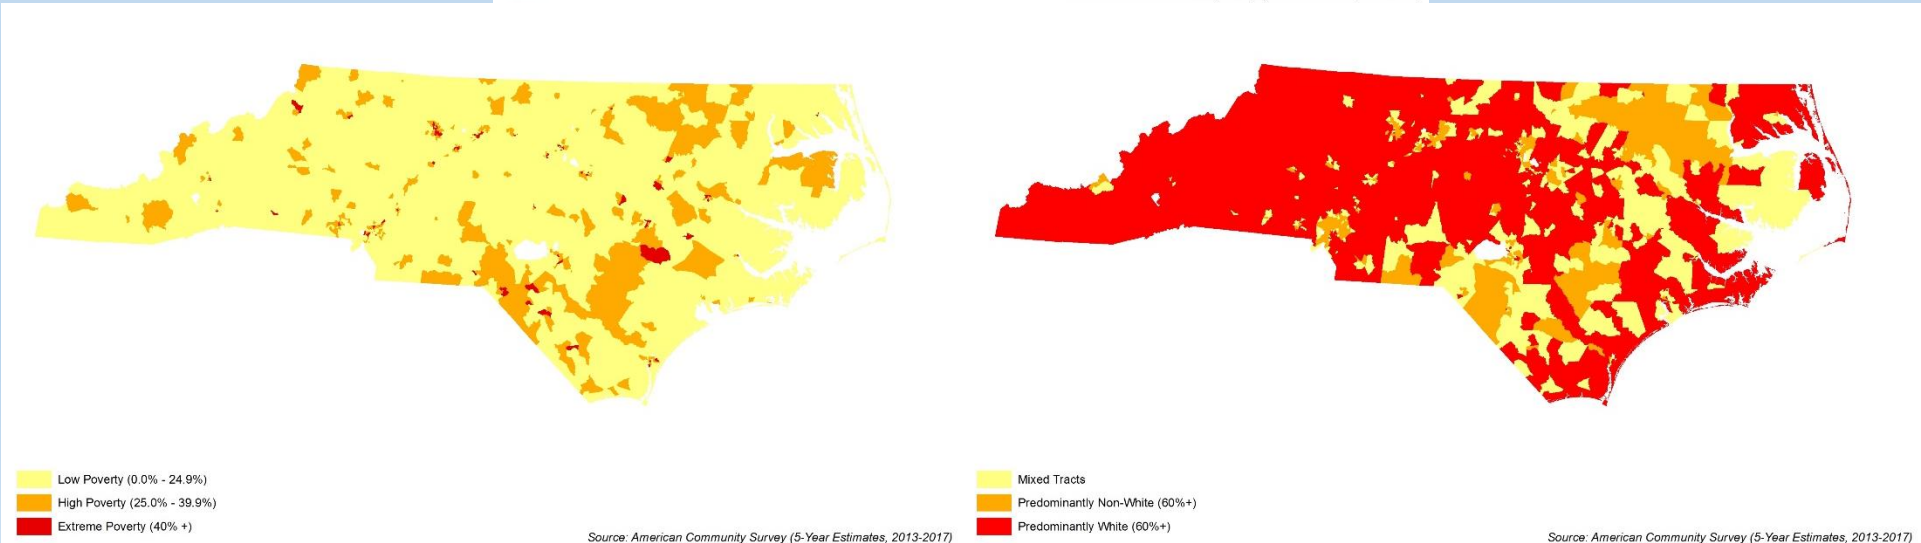 Low Poverty (0.0% - 24.9%)
High Poverty (25.0% - 39.9%)
Extreme Poverty (40% +)
Source: American Community Survey (5-Year Estimates, 2013-2017)
Mixed Tracts
Predominantly Non-White (60%+)
Predominantly White (60%+)
Source: American Community Survey (5-Year Estimates, 2013-2017)